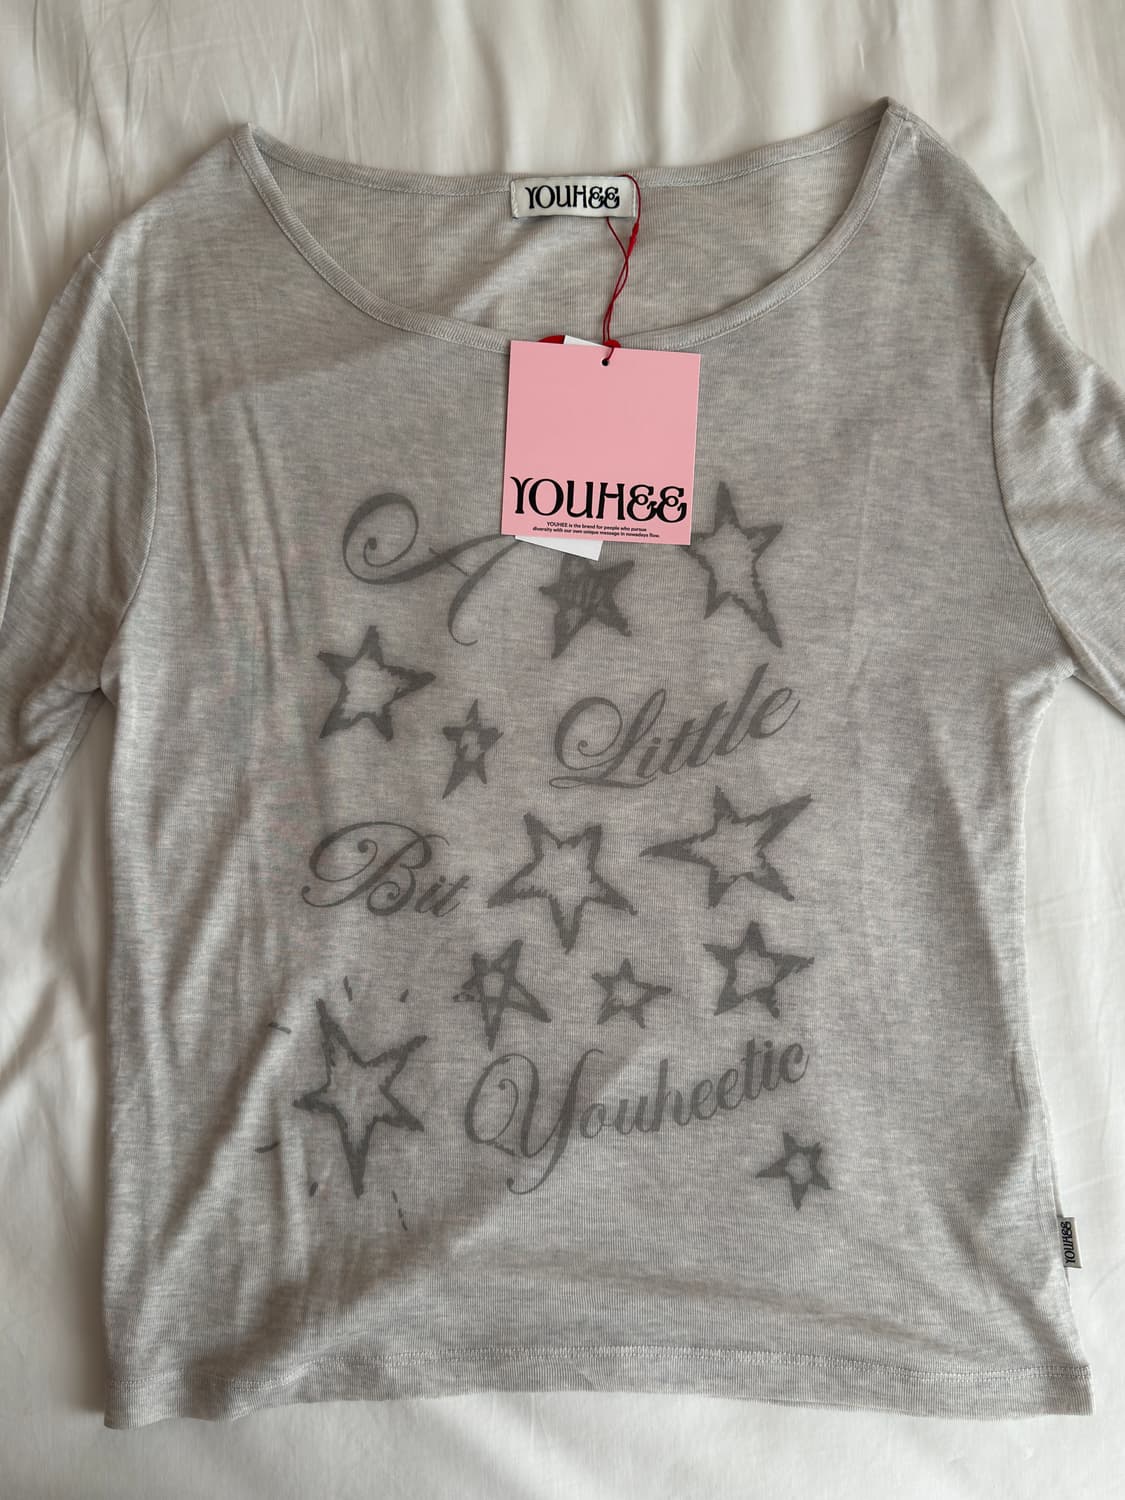 YOUHEE
YOUHEE
YOUHEE is the brand for people who pursue
diversity with our own unique message in nowadays flow.
A
Little
Bit
Youheetic
YOUHEE